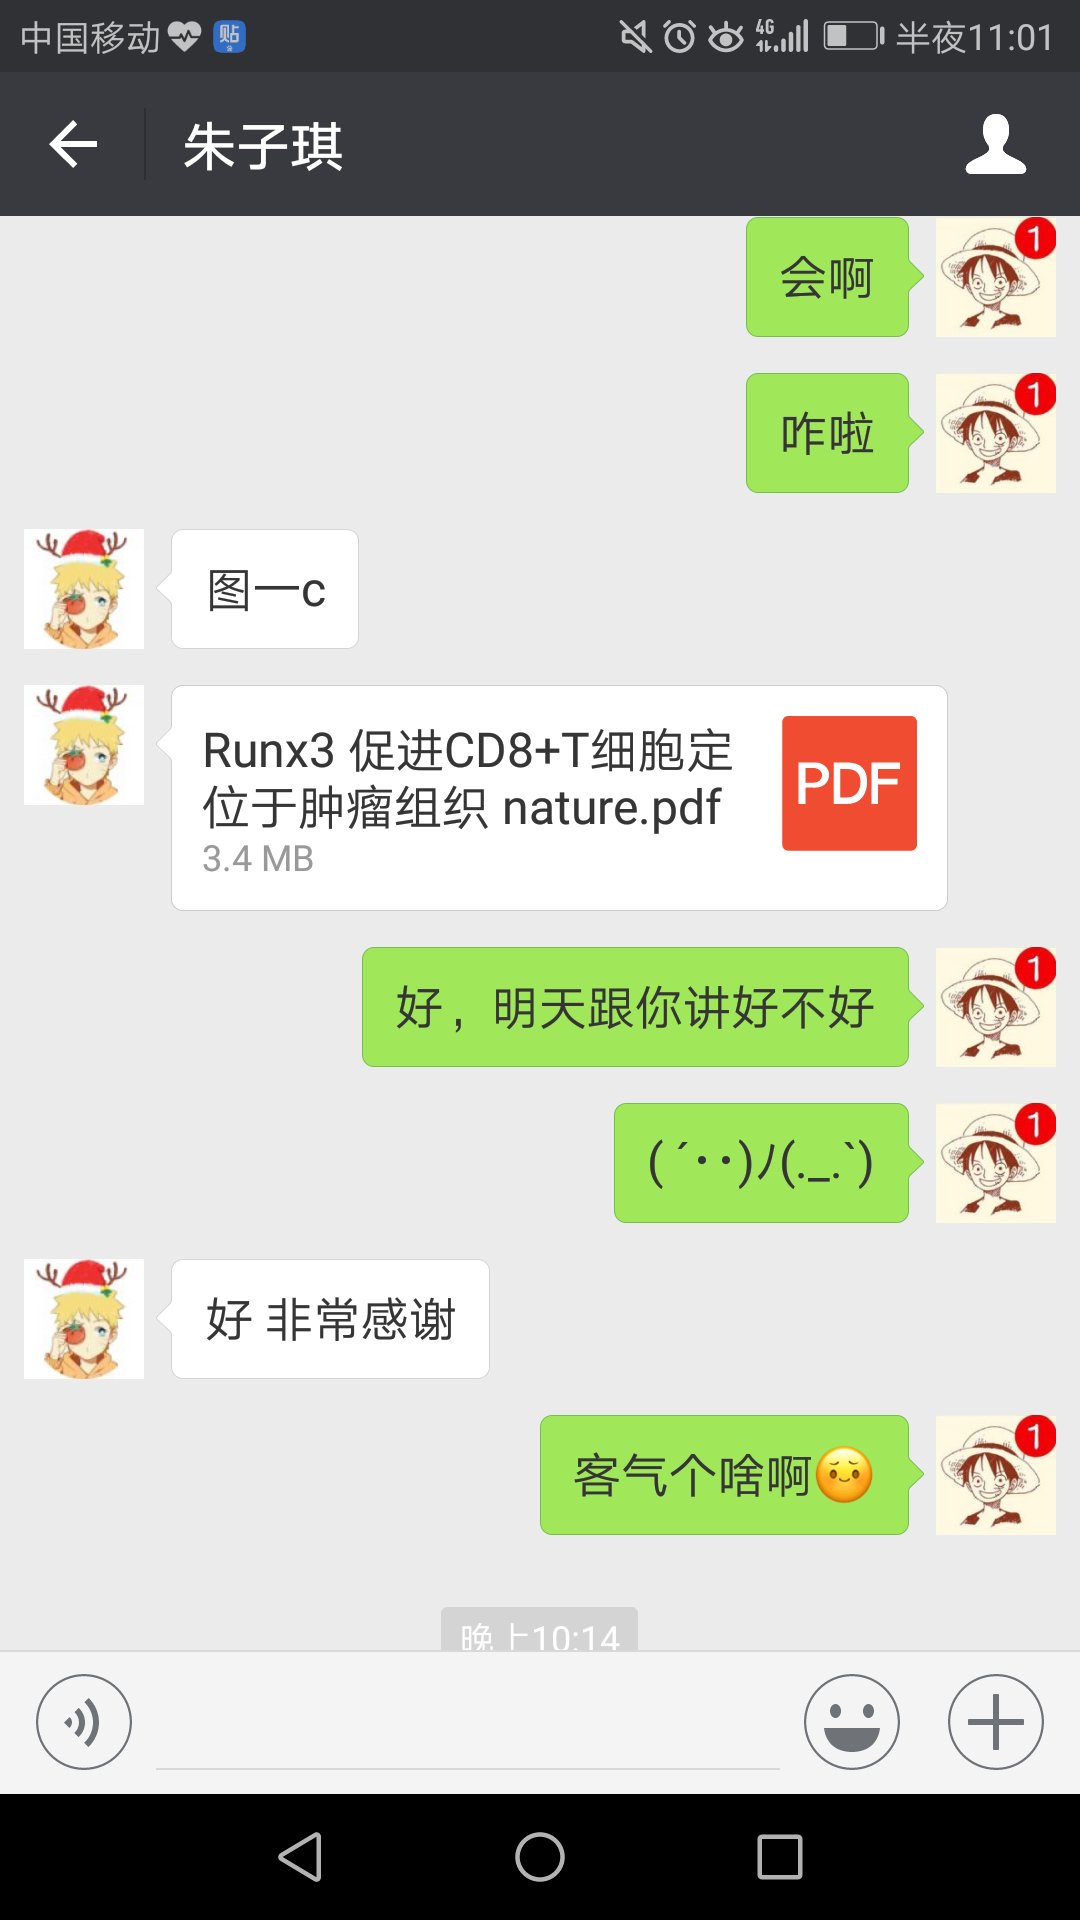 中国移动 贴 4G 半夜11:01
朱子琪
会啊
1
咋啦
1
图一c
Runx3 促进CD8+T细胞定
位于肿瘤组织 nature.pdf
3.4 MB
PDF
好，明天跟你讲好不好
1
( ´･･)ﾉ(._.`)
1
好 非常感谢
客气个啥啊
1
晚上10:14